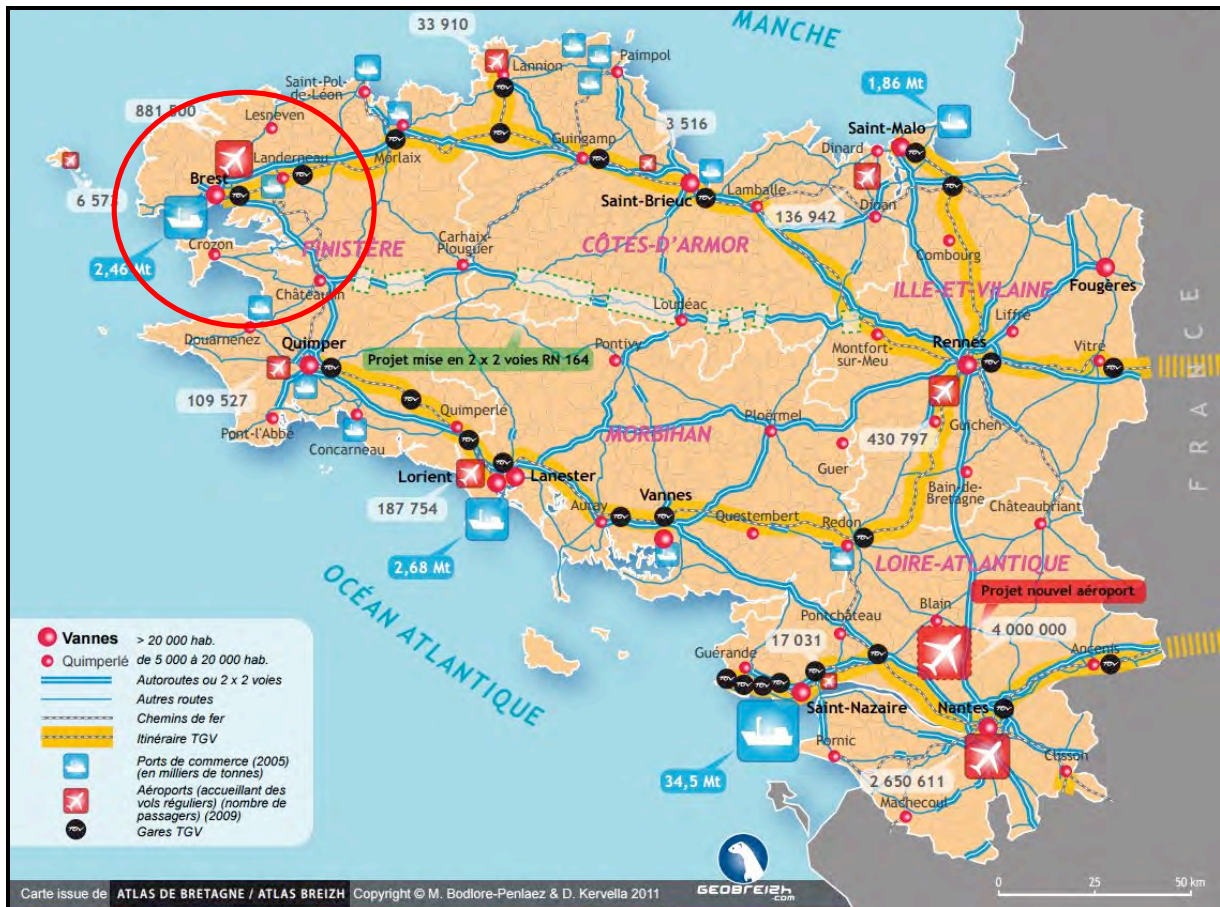 MANCHE
33 910
Lannion
Paimpol
Saint-Pol-
de-Léon
881 500
Lesneven
1,86 Mt
3 516
Saint-Malo
Dinard
Guingamp
Morlaix
Landerneau
Brest
6 573
Saint-Brieuc
Lamballe
136 942
Dinan
2,46 Mt
Crozon
FINISTÈRE
Carhaix-
Plouguer
CÔTES-D'ARMOR
Combourg
ILLE-ET-VILAINE
Fougères
Châteaulin
Loudéac
Liffré
Douarnenez
Quimper
Projet mise en 2 x 2 voies RN 164
Pontivy
Montfort-
sur-Meu
Rennes
Vitré
FRANCE
109 527
Pont-l'Abbé
Concarneau
Quimperlé
Ploërmel
MORBIHAN
430 797
Guichen
Guer
Lorient
Lanester
187 754
Vannes
Bain-de-
Bretagne
Auray
Questembert
Redon
Châteaubriant
2,68 Mt
LOIRE-ATLANTIQUE
OCÉAN ATLANTIQUE
Projet nouvel aéroport
Blain
Pontchâteau
17 031
4 000 000
Guérande
Ancenis
Saint-Nazaire
Nantes
Pornic
34,5 Mt
2 650 611
Clisson
Machecoul
Vannes > 20 000 hab.
Quimperlé de 5 000 à 20 000 hab.
Autoroutes ou 2 x 2 voies
Autres routes
Chemins de fer
Itinéraire TGV
Ports de commerce (2005)
(en milliers de tonnes)
Aéroports (accueillant des
vols réguliers) (nombre de
passagers) (2009)
TGV Gares TGV
GEOBREIZH
.com
0 25 50 km
Carte issue de ATLAS DE BRETAGNE / ATLAS BREIZH Copyright © M. Bodlore-Penlaez & D. Kervella 2011